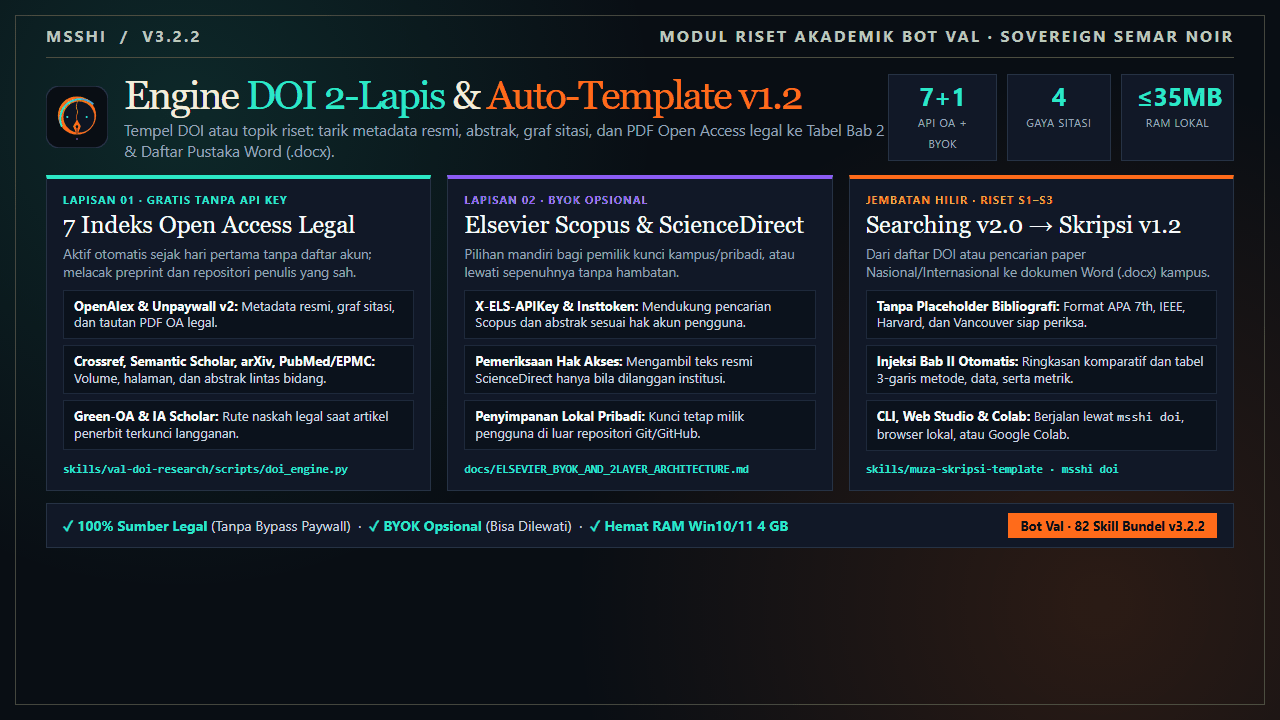 MSSHI / V3.2.2
MODUL RISET AKADEMIK BOT VAL · SOVEREIGN SEMAR NOIR
Engine DOI 2-Lapis & Auto-Template v1.2
Tempel DOI atau topik riset: tarik metadata resmi, abstrak, graf sitasi, dan PDF Open Access legal ke Tabel Bab 2
& Daftar Pustaka Word (.docx).
7+1
API OA +
BYOK
4
GAYA SITASI
≤35MB
RAM LOKAL
LAPISAN 01 · GRATIS TANPA API KEY
7 Indeks Open Access Legal
Aktif otomatis sejak hari pertama tanpa daftar akun;
melacak preprint dan repositori penulis yang sah.
OpenAlex & Unpaywall v2: Metadata resmi, graf sitasi,
dan tautan PDF OA legal.
Crossref, Semantic Scholar, arXiv, PubMed/EPMC:
Volume, halaman, dan abstrak lintas bidang.
Green-OA & IA Scholar: Rute naskah legal saat artikel
penerbit terkunci langganan.
skills/val-doi-research/scripts/doi_engine.py
LAPISAN 02 · BYOK OPSIONAL
Elsevier Scopus & ScienceDirect
Pilihan mandiri bagi pemilik kunci kampus/pribadi, atau
lewati sepenuhnya tanpa hambatan.
X-ELS-APIKey & Insttoken: Mendukung pencarian
Scopus dan abstrak sesuai hak akun pengguna.
Pemeriksaan Hak Akses: Mengambil teks resmi
ScienceDirect hanya bila dilanggan institusi.
Penyimpanan Lokal Pribadi: Kunci tetap milik
pengguna di luar repositori Git/GitHub.
docs/ELSEVIER_BYOK_AND_2LAYER_ARCHITECTURE.md
JEMBATAN HILIR · RISET S1–S3
Searching v2.0 → Skripsi v1.2
Dari daftar DOI atau pencarian paper
Nasional/Internasional ke dokumen Word (.docx) kampus.
Tanpa Placeholder Bibliografi: Format APA 7th, IEEE,
Harvard, dan Vancouver siap periksa.
Injeksi Bab II Otomatis: Ringkasan komparatif dan tabel
3-garis metode, data, serta metrik.
CLI, Web Studio & Colab: Berjalan lewat msshi doi,
browser lokal, atau Google Colab.
skills/muza-skripsi-template · msshi doi
✓ 100% Sumber Legal (Tanpa Bypass Paywall) · ✓ BYOK Opsional (Bisa Dilewati) · ✓ Hemat RAM Win10/11 4 GB
Bot Val · 82 Skill Bundel v3.2.2